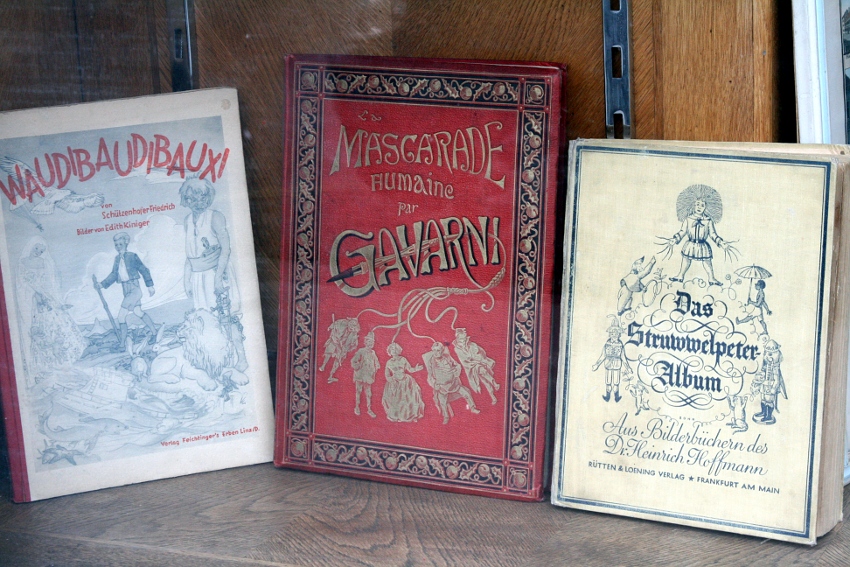 WAUDIBAUDIBAUXI
von
Schützenhofer Friedrich
Bilder von Edith Kiniger
Verlag Feichtinger's Erben Linz/D.
La
MASCARADE
HUMAINE
par
GAVARNI
Das
Struwwelpeter-
Album
Aus Bilderbüchern des
Dr. Heinrich Hoffmann
RÜTTEN & LOENING VERLAG ★ FRANKFURT AM MAIN